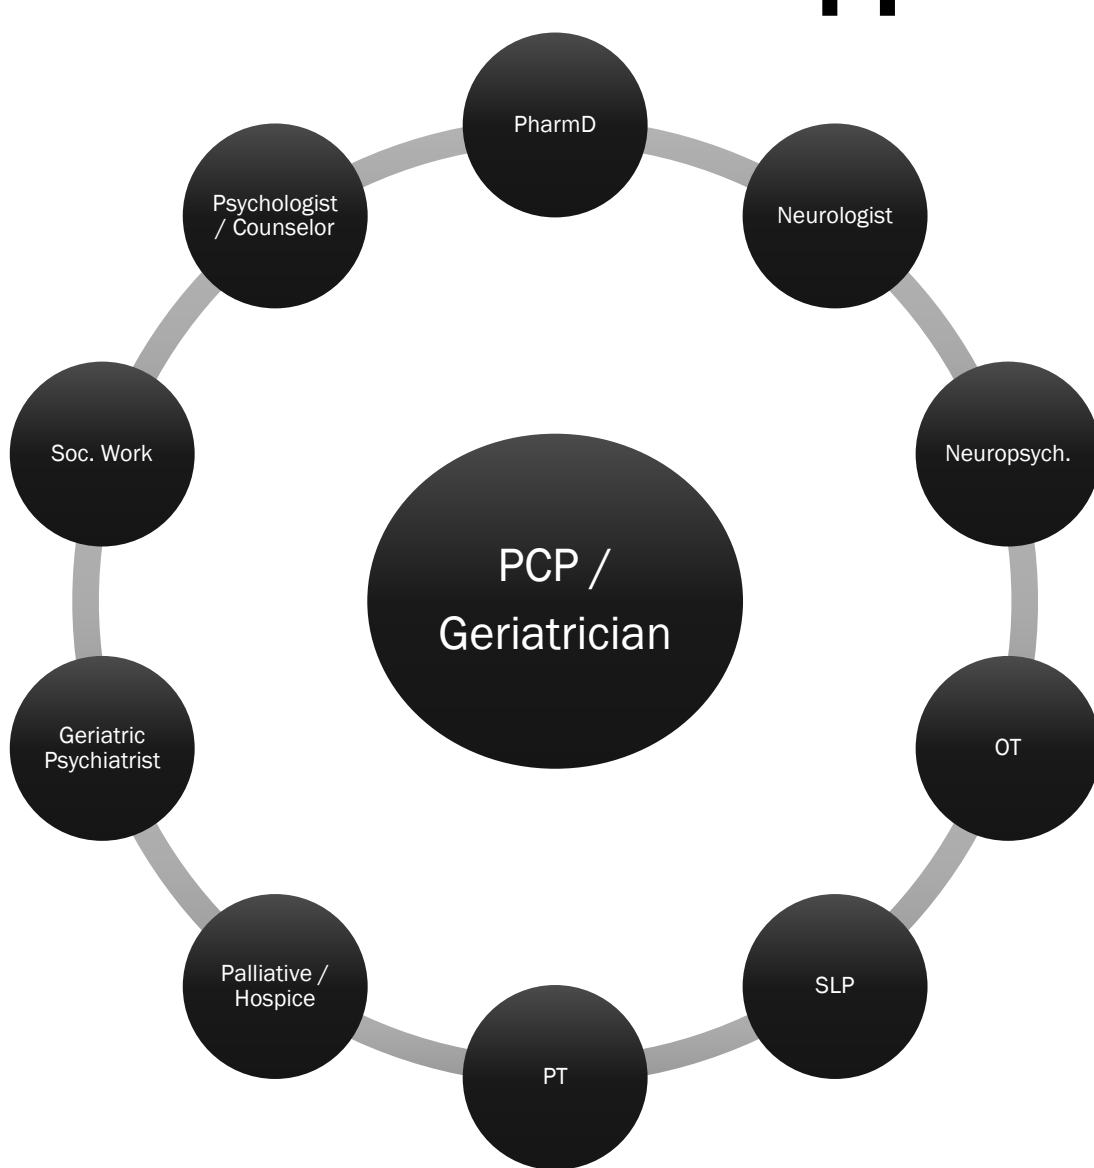 PharmD
Neurologist
Neuropsych.
OT
SLP
PT
Palliative /
Hospice
Geriatric
Psychiatrist
Soc. Work
Psychologist
/ Counselor
PCP /
Geriatrician